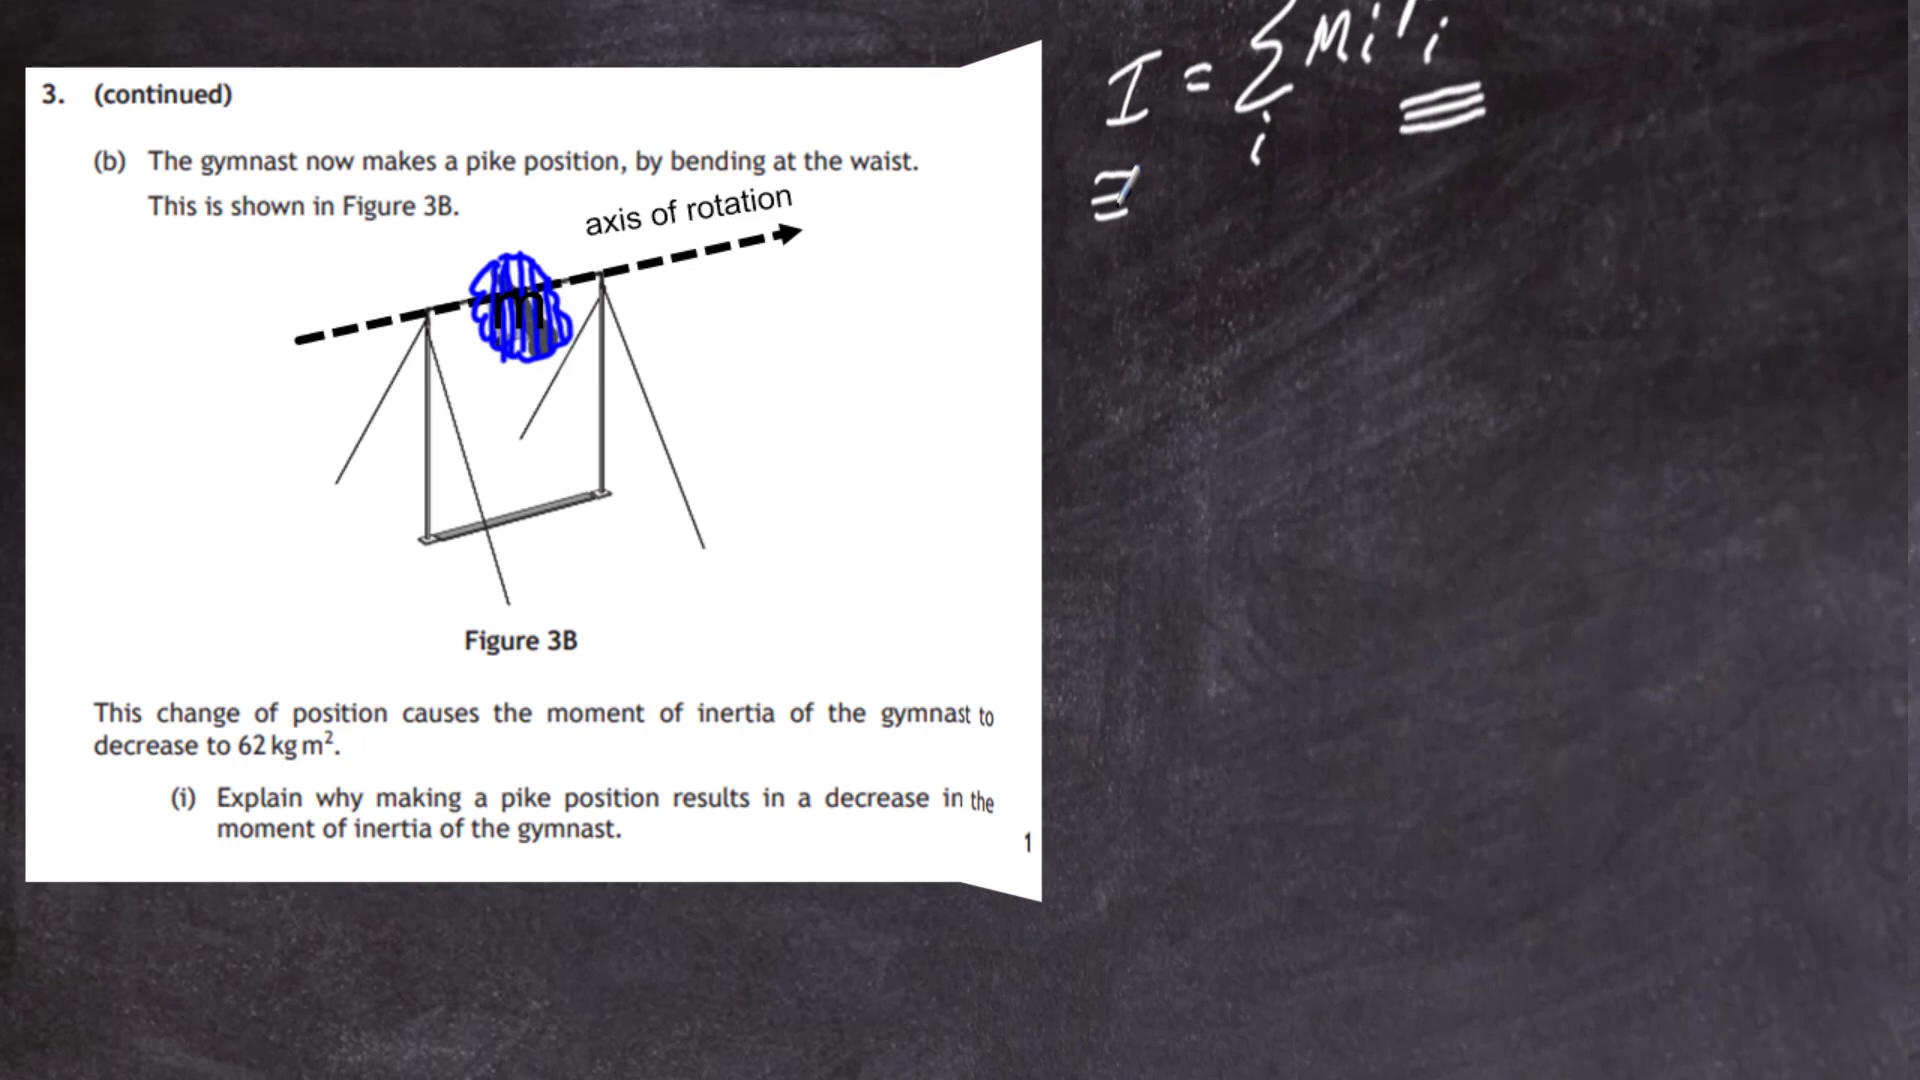 3. (continued)
(b) The gymnast now makes a pike position, by bending at the waist.
This is shown in Figure 3B.
axis of rotation
m
Figure 3B
This change of position causes the moment of inertia of the gymnast to
decrease to 62 kg m².
(i) Explain why making a pike position results in a decrease in the
moment of inertia of the gymnast.
1
I = Σ mᵢ rᵢ
i